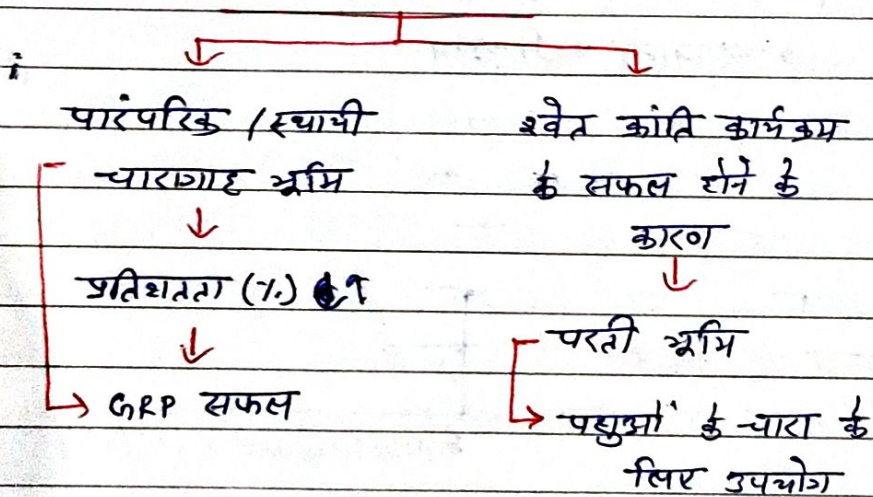 i
पारंपरिक / स्थायी
चारागाह भूमि
↓
प्रतिशतता (%) ↑
↓
GRP सफल
श्वेत क्रांति कार्यक्रम
के सफल होने के
कारण
↓
परती भूमि
पशुओं के चारा के
लिए उपयोग